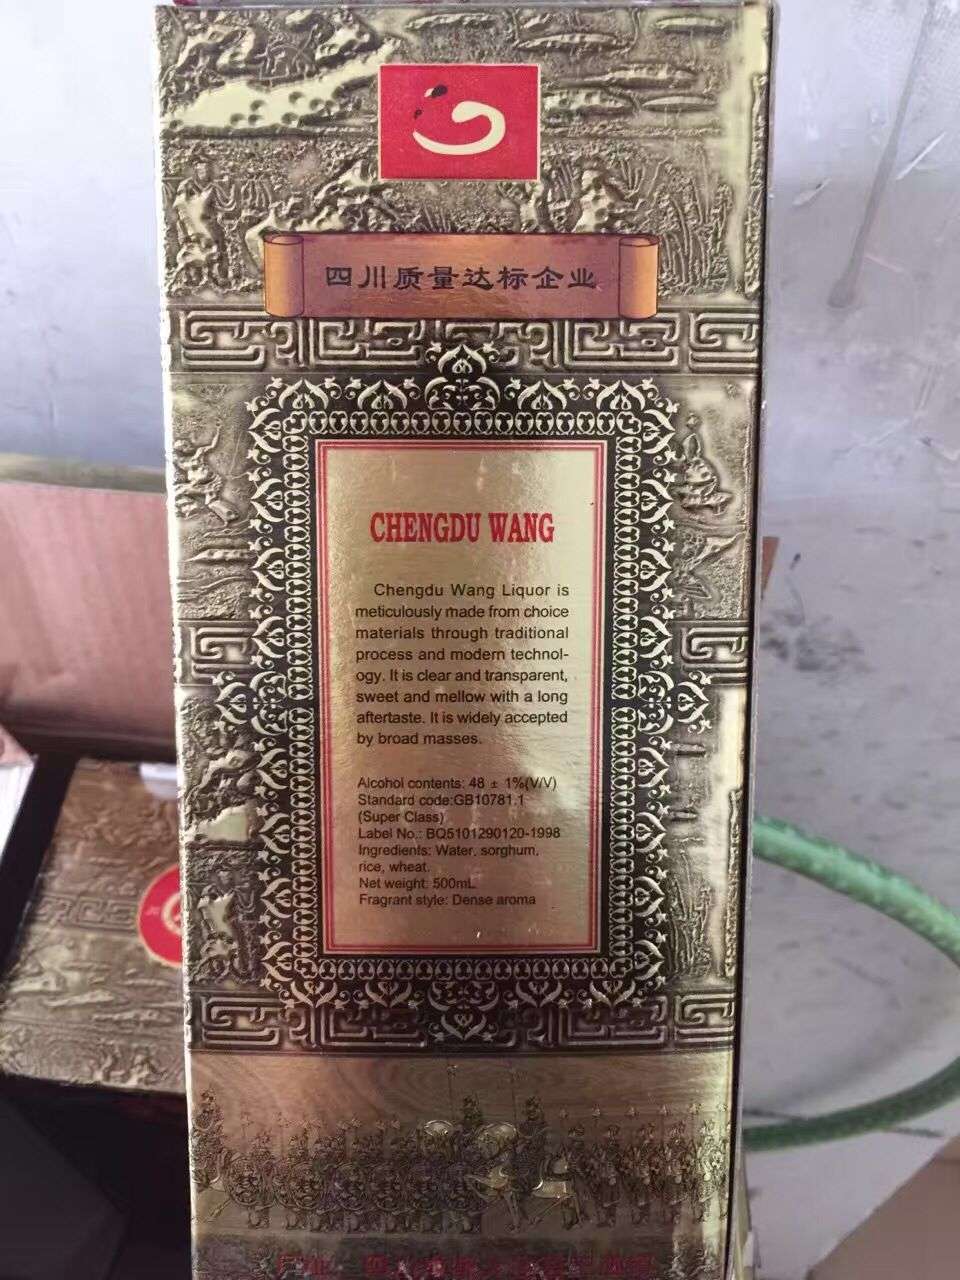 四川质量达标企业
CHENGDU WANG
Chengdu Wang Liquor is
meticulously made from choice
materials through traditional
process and modern technol-
ogy. It is clear and transparent,
sweet and mellow with a long
aftertaste. It is widely accepted
by broad masses.
Alcohol contents: 48 ± 1%(V/V)
Standard code:GB10781.1
(Super Class)
Label No.: BQ5101290120-1998
Ingredients: Water, sorghum,
rice, wheat.
Net weight: 500mL
Fragrant style: Dense aroma